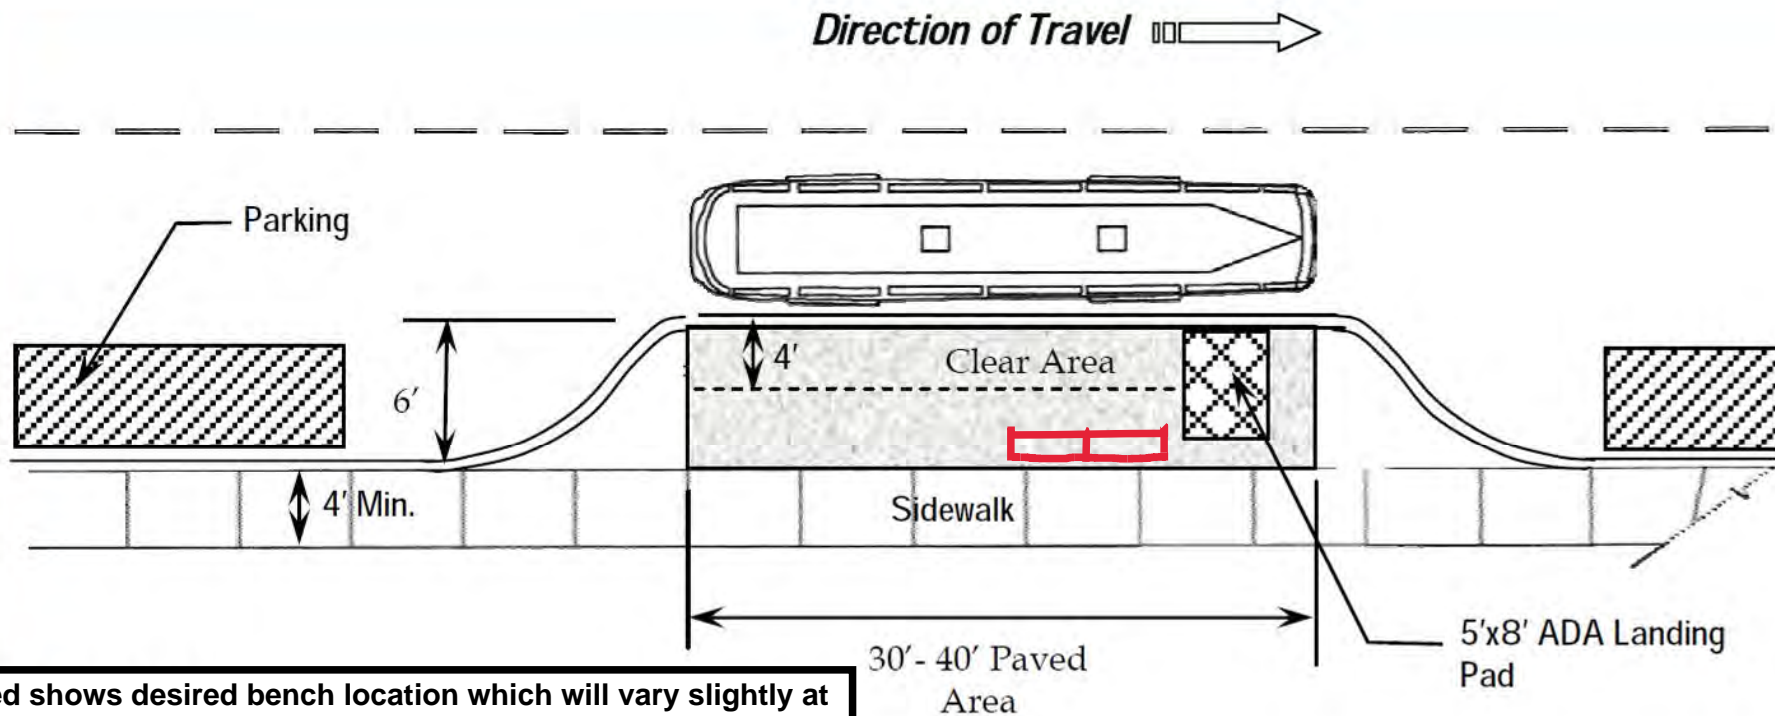 Direction of Travel
Parking
4'
Clear Area
6'
4' Min.
Sidewalk
30'- 40' Paved
Area
5'x8' ADA Landing
Pad
shows desired bench location which will vary slightly at